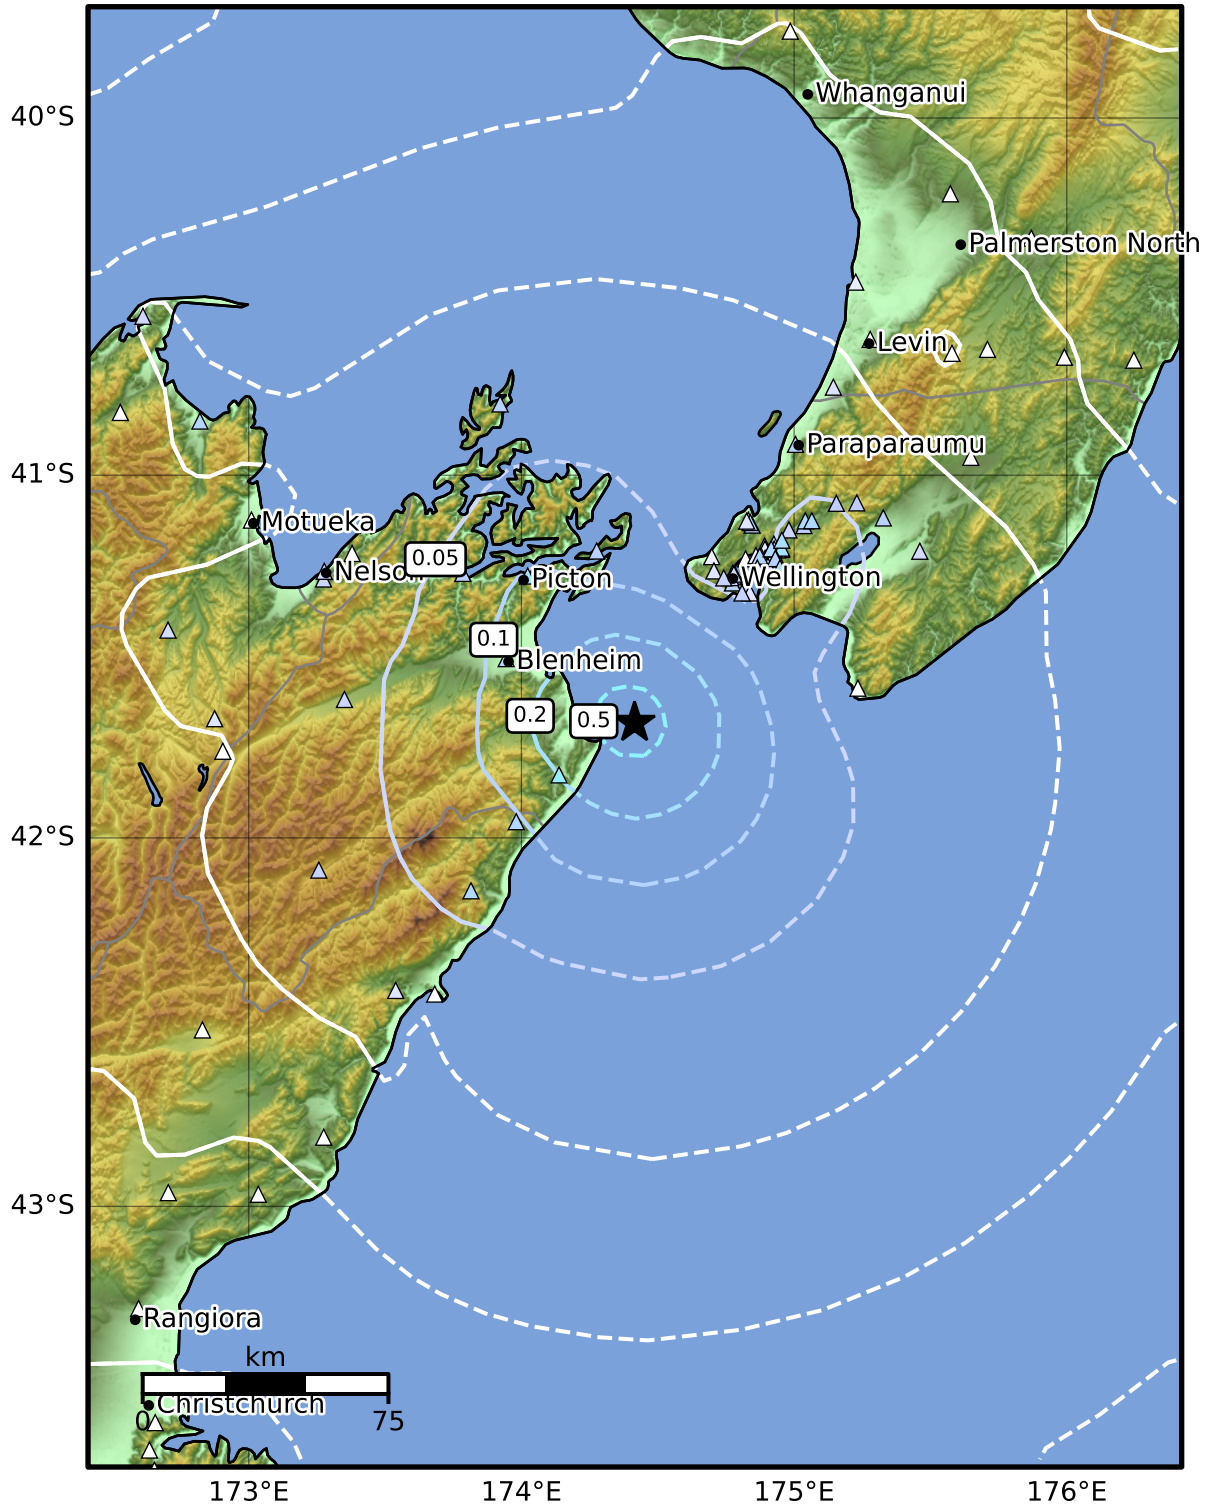 40°S
Whanganui
Palmerston North
Levin
Paraparaumu
41°S
Motueka
Nelson
0.05
Picton
Wellington
0.1
Blenheim
0.2
0.5
42°S
43°S
Rangiora
km
Christchurch
0
75
173°E
174°E
175°E
176°E